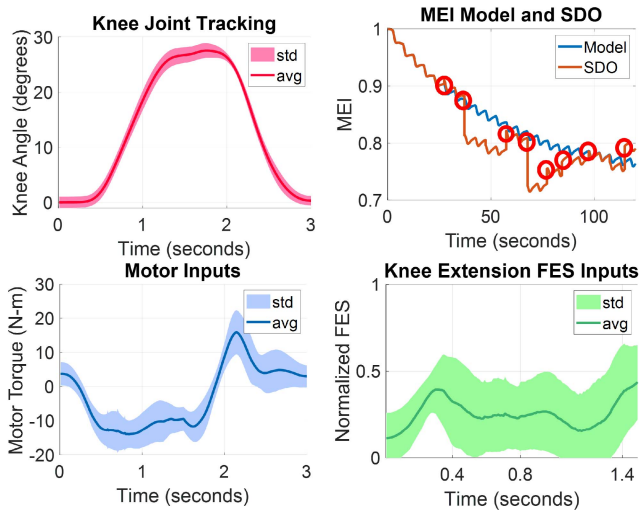 Knee Joint Tracking
30
20
10
0
Knee Angle (degrees)
std
avg
0 1 2 3
Time (seconds)
MEI Model and SDO
1
0.9
0.8
0.7
MEI
Model
SDO
0 50 100
Time (seconds)
Motor Inputs
30
20
10
0
-10
-20
Motor Torque (N-m)
std
avg
0 1 2 3
Time (seconds)
Knee Extension FES Inputs
1
0.5
0
Normalized FES
std
avg
0.4 0.8 1.4
Time (seconds)